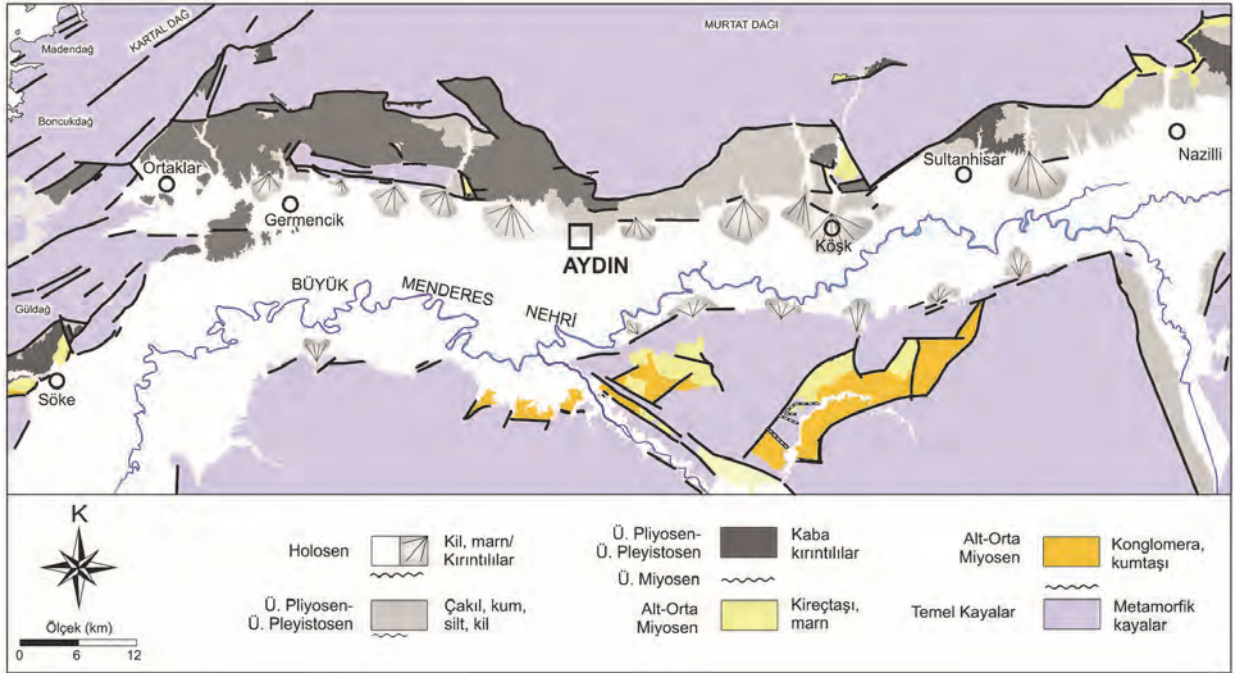 KARTAL DAĞ
MURTAT DAĞI
Madendağ
Boncukdağ
Ortaklar
Germencik
Sultanhisar
Nazilli
Köşk
AYDIN
BÜYÜK
MENDERES
NEHRİ
Güldağ
Söke
K
Ölçek (km)
0 6 12
Holosen
Kil, marn/
Kırıntılılar
Ü. Pliyosen-
Ü. Pleyistosen
Çakıl, kum,
silt, kil
Ü. Pliyosen-
Ü. Pleyistosen
Kaba
kırıntılılar
Ü. Miyosen
Alt-Orta
Miyosen
Kireçtaşı,
marn
Alt-Orta
Miyosen
Konglomera,
kumtaşı
Temel Kayalar
Metamorfik
kayalar